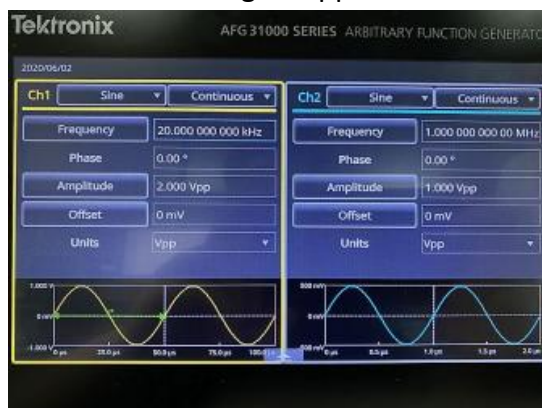 Tektronix
AFG 31000 SERIES ARBITRARY FUNCTION GENERATO
2020/06/02
Ch1 Sine Continuous
Frequency 20.000 000 000 kHz
Phase 0.00 °
Amplitude 2.000 Vpp
Offset 0 mV
Units Vpp
1.000 V
0 mV
-1.000 V
0 µs 25.0 µs 50.0 µs 75.0 µs 100.0
Ch2 Sine Continuous
Frequency 1.000 000 000 00 MHz
Phase 0.00 °
Amplitude 1.000 Vpp
Offset 0 mV
Units Vpp
500 mV
0 mV
-500 mV
0 µs 0.5 µs 1.0 µs 1.5 µs 2.0 µs